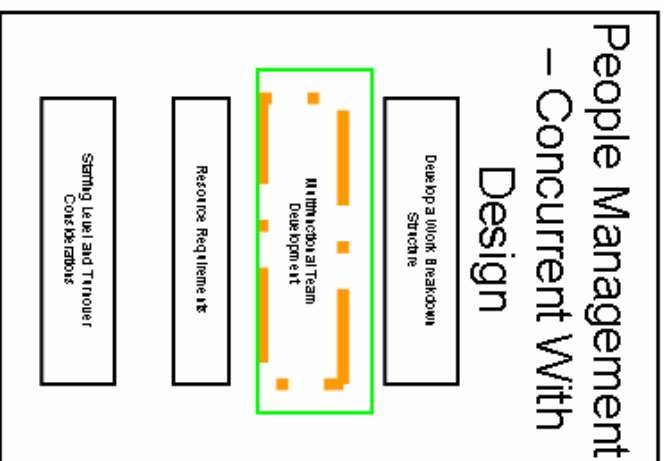 People Management
– Concurrent With
Design
Develop a Work Breakdown
Structure
Multifunctional Team
Development
Resource Requirements
Staffing Level and Turnover
Considerations